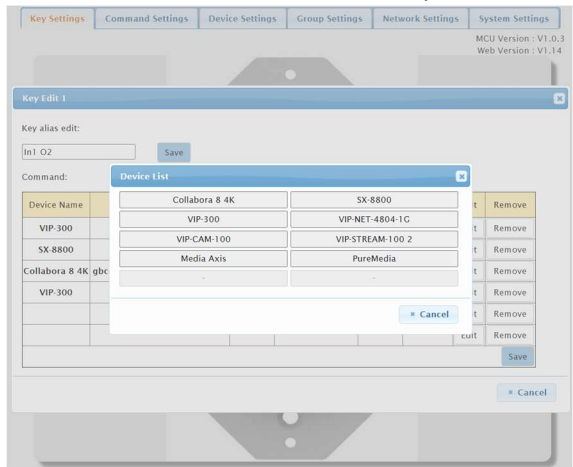 Key Settings Command Settings Device Settings Group Settings Network Settings System Settings
MCU Version : V1.0.3
Web Version : V1.14
Key Edit 1
Key alias edit:
In1 O2 Save
Command:
Device List
Collabora 8 4K SX-8800
VIP-300 VIP-NET-4804-1G
VIP-CAM-100 VIP-STREAM-100 2
Media Axis PureMedia
- -
× Cancel
Device Name Remove
VIP-300 Remove
SX-8800 Remove
Collabora 8 4K gbc Remove
VIP-300 Remove
Remove
Edit Remove
Save
× Cancel